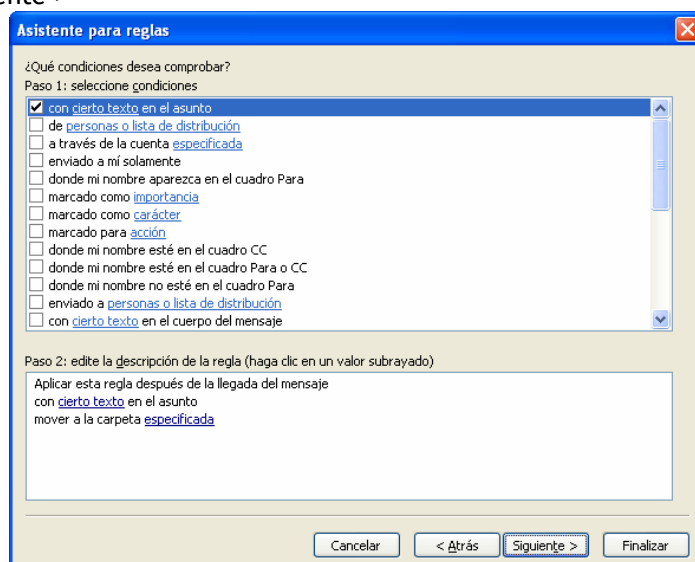 ente >
Asistente para reglas
¿Qué condiciones desea comprobar?
Paso 1: seleccione condiciones
con cierto texto en el asunto
de personas o lista de distribución
a través de la cuenta especificada
enviado a mí solamente
donde mi nombre aparezca en el cuadro Para
marcado como importancia
marcado como carácter
marcado para acción
donde mi nombre esté en el cuadro CC
donde mi nombre esté en el cuadro Para o CC
donde mi nombre no esté en el cuadro Para
enviado a personas o lista de distribución
con cierto texto en el cuerpo del mensaje
Paso 2: edite la descripción de la regla (haga clic en un valor subrayado)
Aplicar esta regla después de la llegada del mensaje
con cierto texto en el asunto
mover a la carpeta especificada
Cancelar < Atrás Siguiente > Finalizar